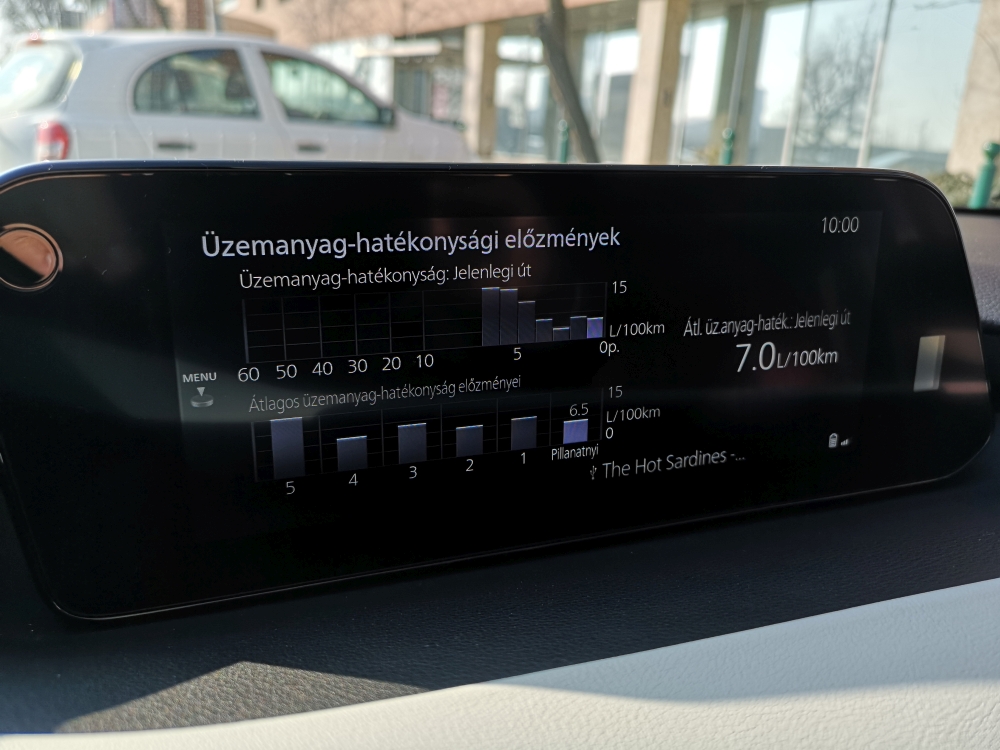 10:00
Üzemanyag-hatékonysági előzmények
Üzemanyag-hatékonyság: Jelenlegi út
15
L/100km
0p.
60 50 40 30 20 10 5
Átl. üz.anyag-haték.: Jelenlegi út
7.0L/100km
MENU
Átlagos üzemanyag-hatékonyság előzményei
15
L/100km
0
6.5
Pillanatnyi
5 4 3 2 1
The Hot Sardines -...